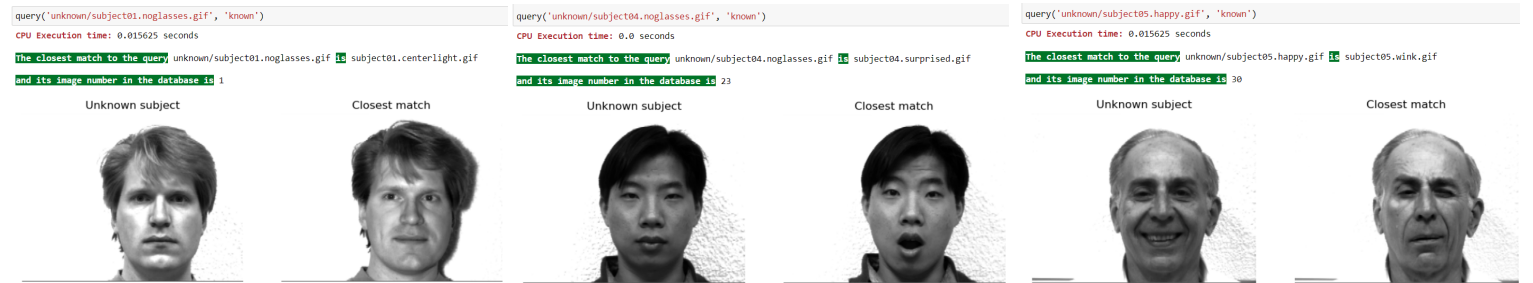 query('unknown/subject01.noglasses.gif', 'known')
CPU Execution time: 0.015625 seconds
The closest match to the query unknown/subject01.noglasses.gif is subject01.centerlight.gif
and its image number in the database is 1
Unknown subject
Closest match
query('unknown/subject04.noglasses.gif', 'known')
CPU Execution time: 0.0 seconds
The closest match to the query unknown/subject04.noglasses.gif is subject04.surprised.gif
and its image number in the database is 23
Unknown subject
Closest match
query('unknown/subject05.happy.gif', 'known')
CPU Execution time: 0.015625 seconds
The closest match to the query unknown/subject05.happy.gif is subject05.wink.gif
and its image number in the database is 30
Unknown subject
Closest match